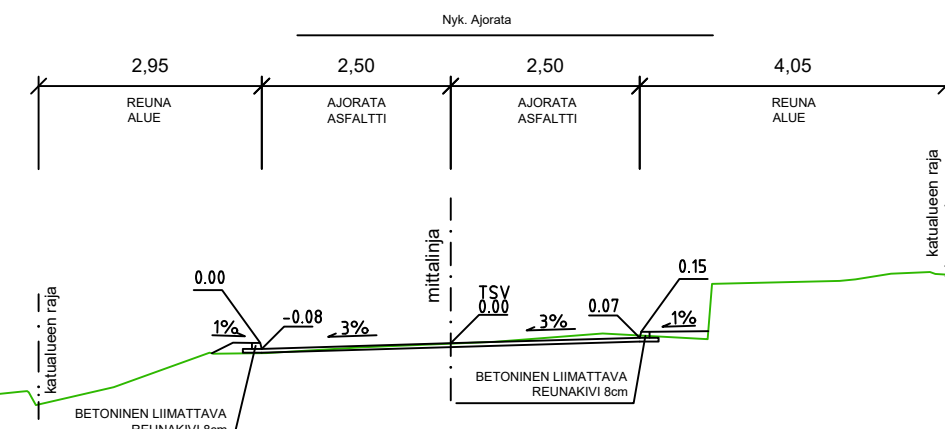 Nyk. Ajorata
2,95
2,50
2,50
4,05
REUNA
ALUE
AJORATA
ASFALTTI
AJORATA
ASFALTTI
REUNA
ALUE
katualueen raja
katualueen raja
mittalinja
0.00
-0.08
1%
3%
TSV
0.00
3%
0.07
0.15
1%
BETONINEN LIIMATTAVA
REUNAKIVI 8cm
BETONINEN LIIMATTAVA
REUNAKIVI 8cm